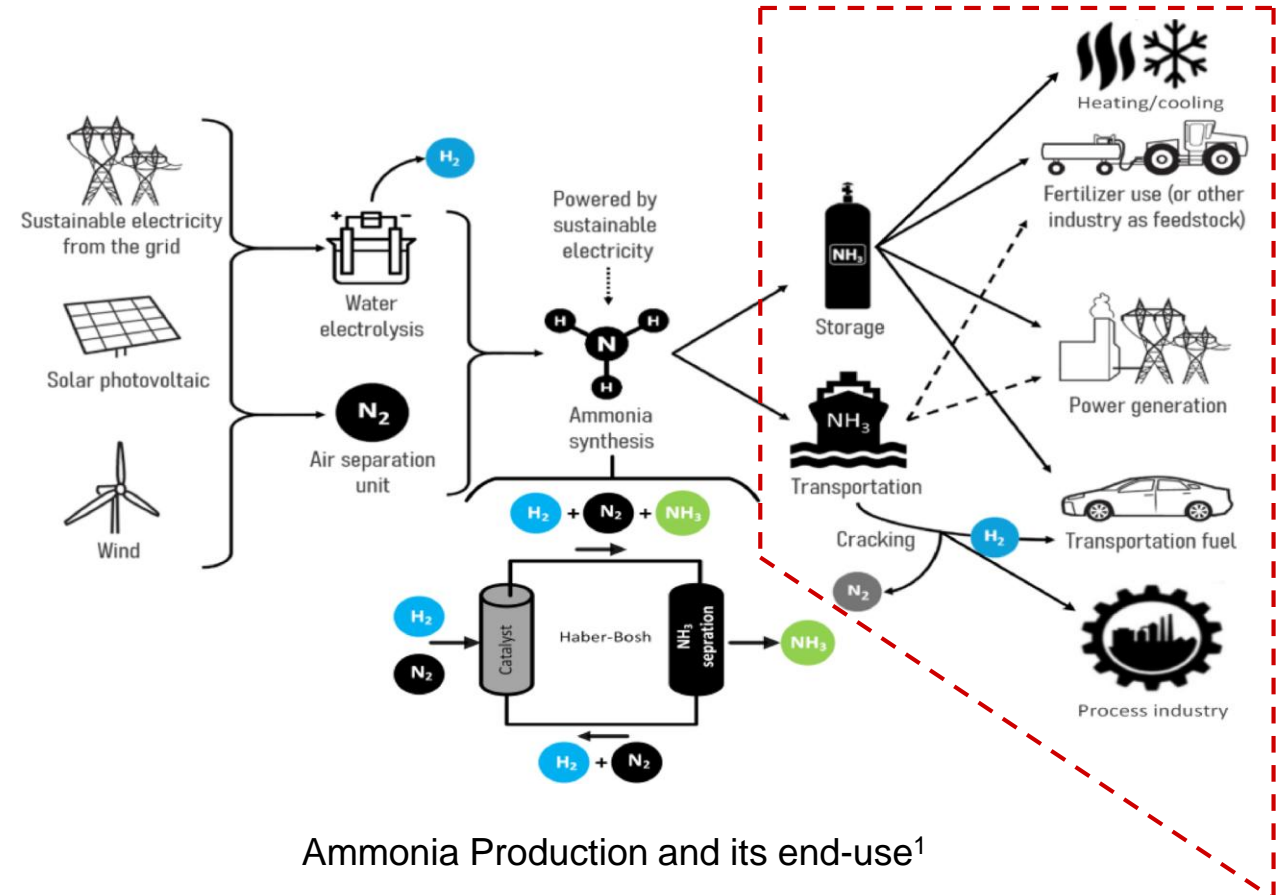 Sustainable electricity
from the grid
Solar photovoltaic
Wind
H₂
+ −
Water
electrolysis
N₂
Air separation
unit
Powered by
sustainable
electricity
H
N
H
H
Ammonia
synthesis
H₂ + N₂ + NH₃
H₂
N₂
Catalyst
Haber-Bosh
NH₃
sepration
NH₃
H₂ + N₂
NH₃
Storage
NH₃
Transportation
Cracking
H₂
N₂
Heating/cooling
Fertilizer use (or other
industry as feedstock)
Power generation
Transportation fuel
Process industry
Ammonia Production and its end-use¹